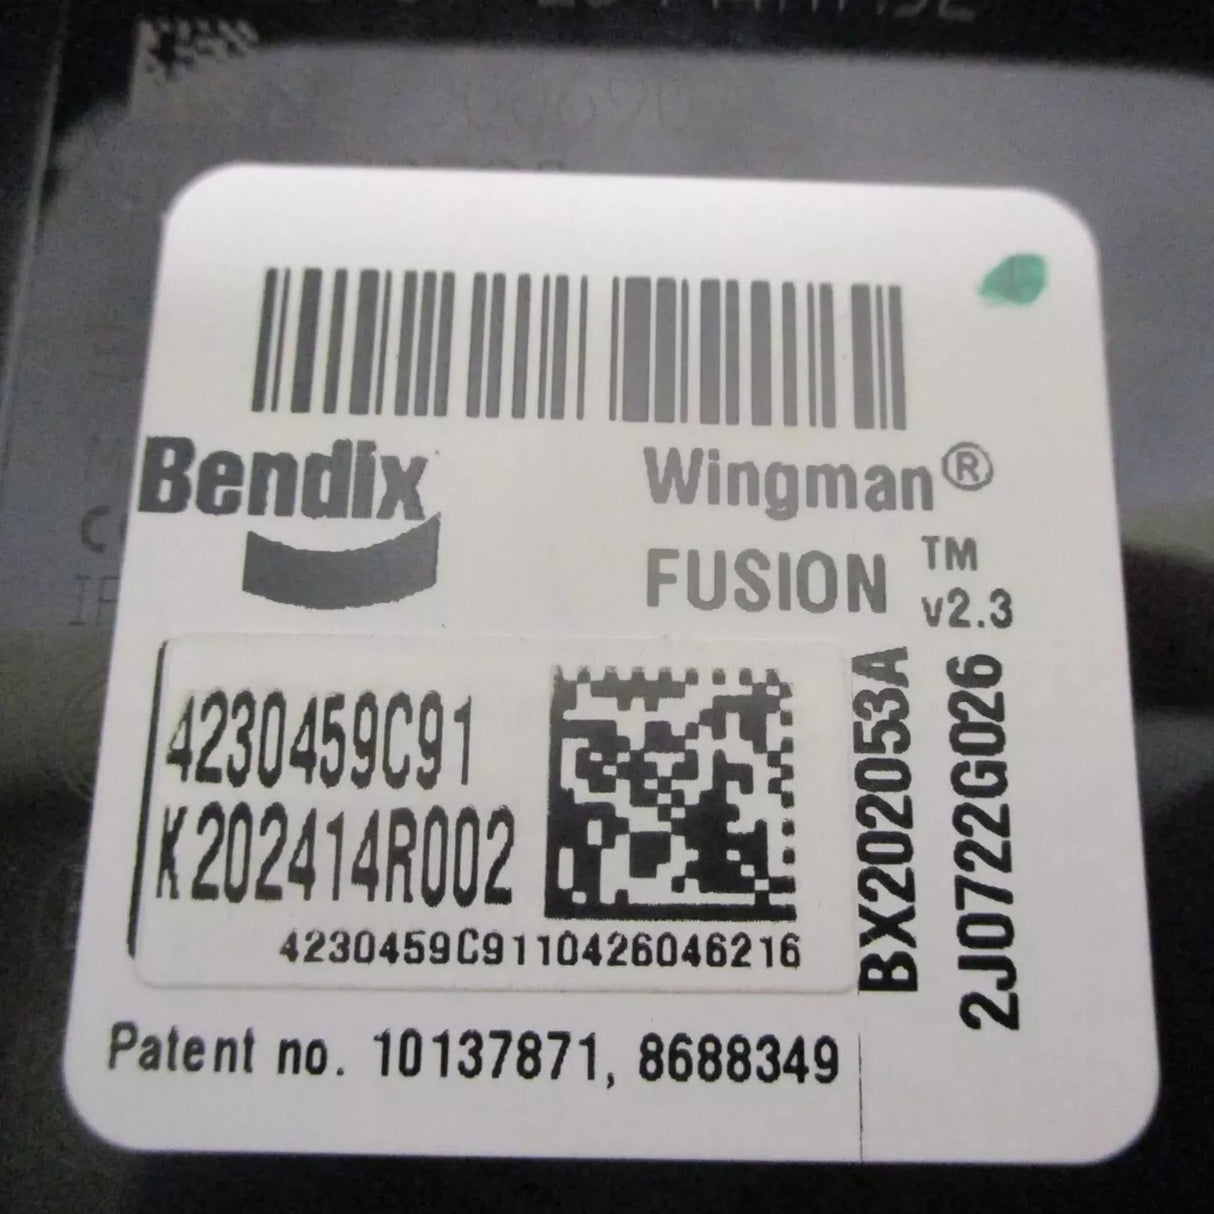 Bendix
Wingman®
FUSION™
v2.3
4230459C91
K202414R002
4230459C9110426046216
BX202053A
2J0722G026
Patent no. 10137871, 8688349